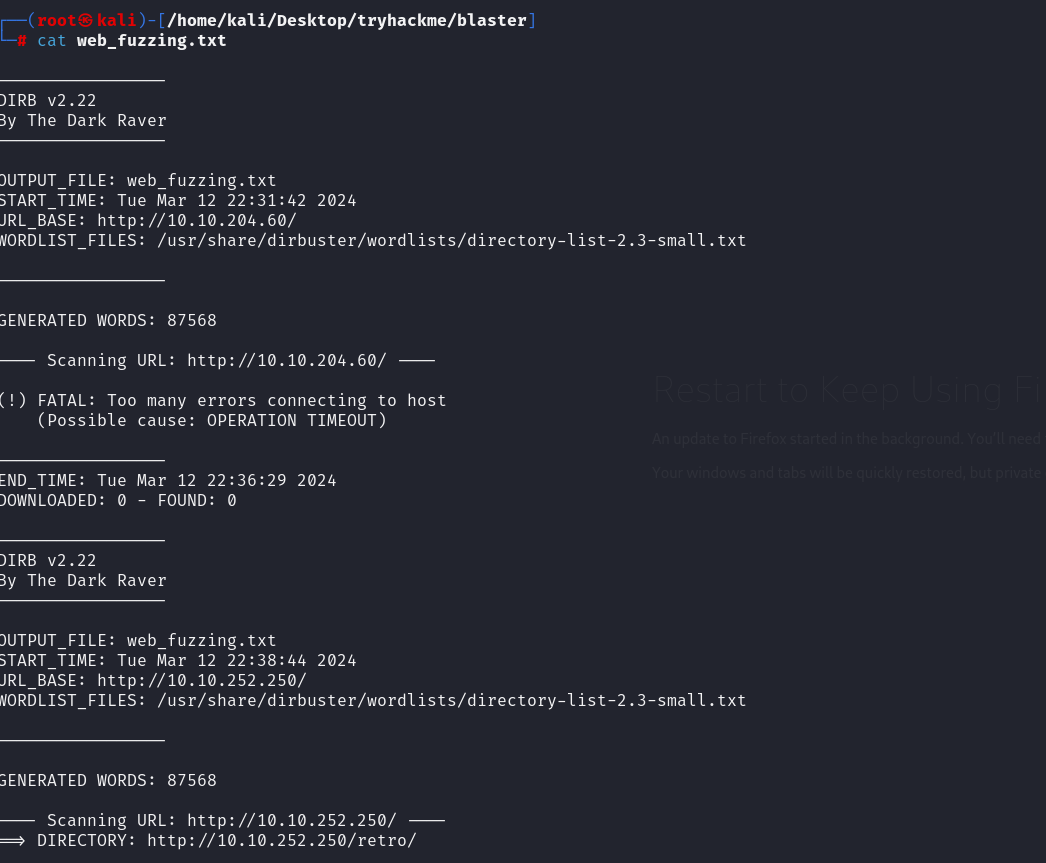 ┌──(root㉿kali)-[/home/kali/Desktop/tryhackme/blaster]
└─# cat web_fuzzing.txt
-----------------
DIRB v2.22
By The Dark Raver
-----------------
OUTPUT_FILE: web_fuzzing.txt
START_TIME: Tue Mar 12 22:31:42 2024
URL_BASE: http://10.10.204.60/
WORDLIST_FILES: /usr/share/dirbuster/wordlists/directory-list-2.3-small.txt
-----------------
GENERATED WORDS: 87568
---- Scanning URL: http://10.10.204.60/ ----
(!) FATAL: Too many errors connecting to host
(Possible cause: OPERATION TIMEOUT)
-----------------
END_TIME: Tue Mar 12 22:36:29 2024
DOWNLOADED: 0 - FOUND: 0
-----------------
DIRB v2.22
By The Dark Raver
-----------------
OUTPUT_FILE: web_fuzzing.txt
START_TIME: Tue Mar 12 22:38:44 2024
URL_BASE: http://10.10.252.250/
WORDLIST_FILES: /usr/share/dirbuster/wordlists/directory-list-2.3-small.txt
-----------------
GENERATED WORDS: 87568
---- Scanning URL: http://10.10.252.250/ ----
==> DIRECTORY: http://10.10.252.250/retro/
Restart to Keep Using Fi
An update to Firefox started in the background. You'll need
Your windows and tabs will be quickly restored, but private